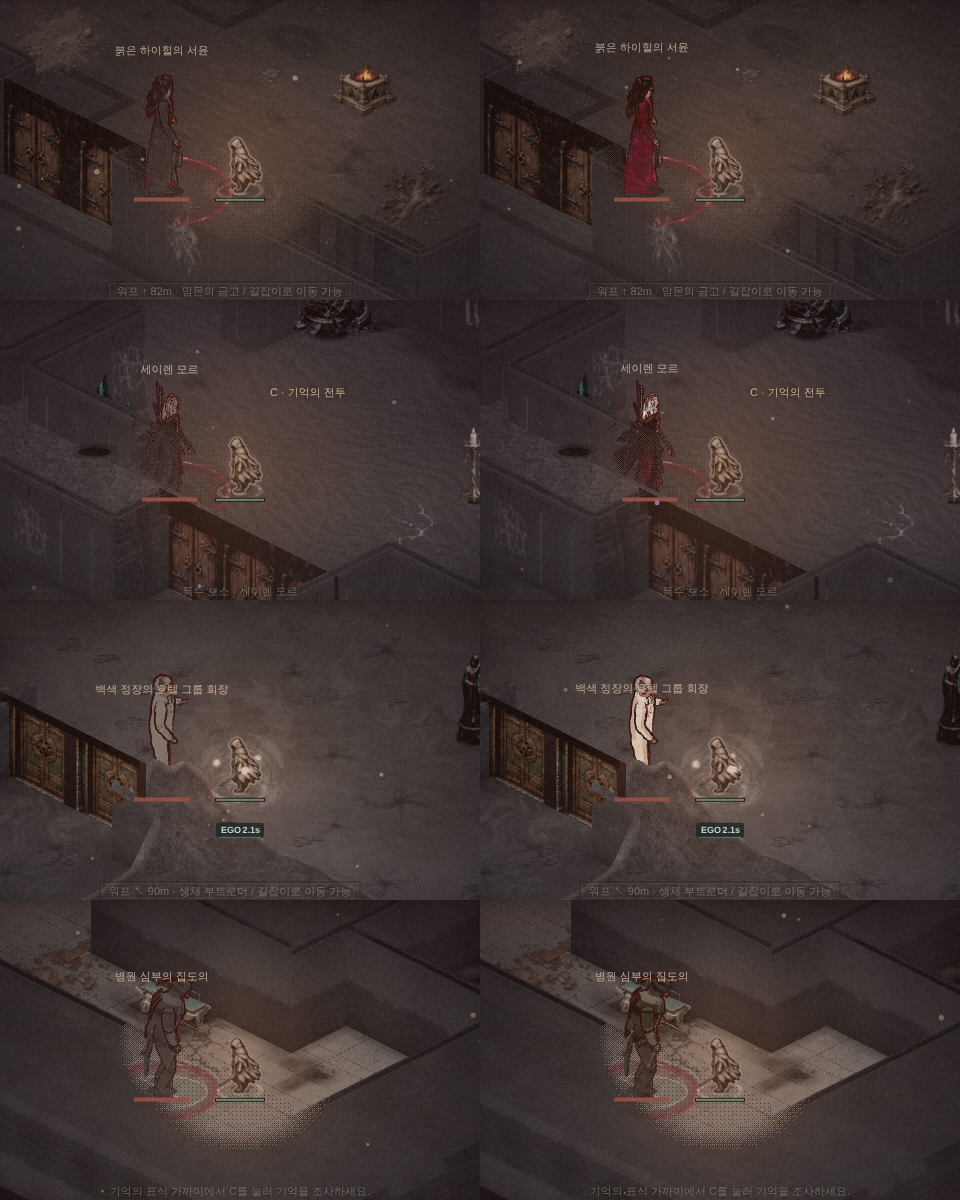 붉은 하이힐의 서윤
붉은 하이힐의 서윤
워프 ↑ 82m · 맘몬의 금고 / 길잡이로 이동 가능
워프 ↑ 82m · 맘몬의 금고 / 길잡이로 이동 가능
세이렌 모르
C · 기억의 전투
세이렌 모르
C · 기억의 전투
특수 보스 · 세이렌 모르
특수 보스 · 세이렌 모르
백색 정장의 호텔 그룹 회장
백색 정장의 호텔 그룹 회장
EGO 2.1s
EGO 2.1s
워프 ↖ 90m · 생체 부트로더 / 길잡이로 이동 가능
워프 ↖ 90m · 생체 부트로더 / 길잡이로 이동 가능
병원 심부의 집도의
병원 심부의 집도의
기억의 표식 가까이에서 C를 눌러 기억을 조사하세요.
기억의 표식 가까이에서 C를 눌러 기억을 조사하세요.